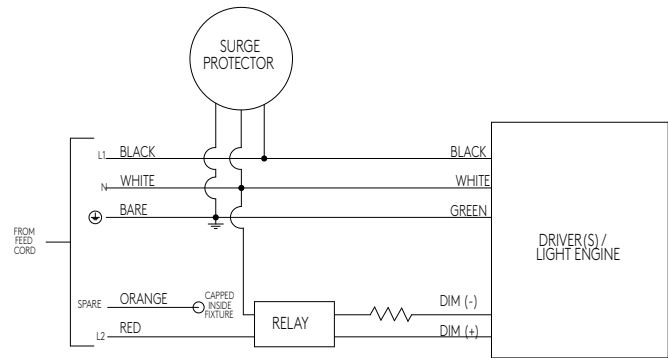 SURGE
PROTECTOR
L1 BLACK BLACK
N WHITE WHITE
BARE GREEN
FROM
FEED
CORD
DRIVER(S) /
LIGHT ENGINE
SPARE ORANGE
CAPPED
INSIDE
FIXTURE
DIM (-)
RELAY
L2 RED
DIM (+)